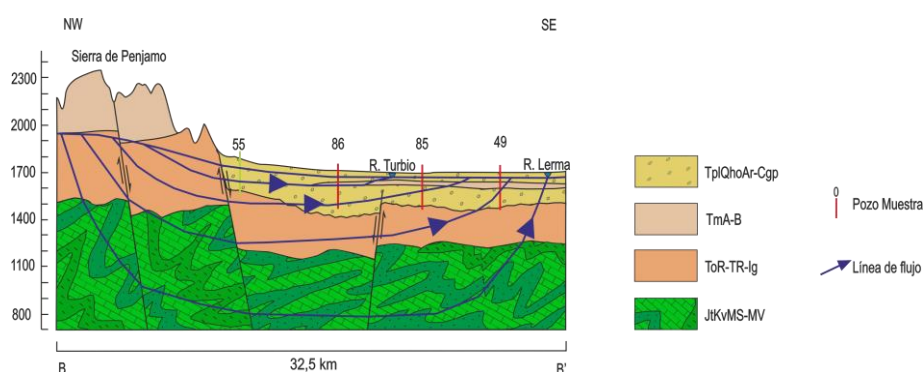 NW
SE
Sierra de Penjamo
2300
2000
1700
1400
1100
800
55
86
R. Turbio
85
49
R. Lerma
B
32,5 km
B'
TplQhoAr-Cgp
TmA-B
ToR-TR-Ig
JtKvMS-MV
0
Pozo Muestra
Línea de flujo